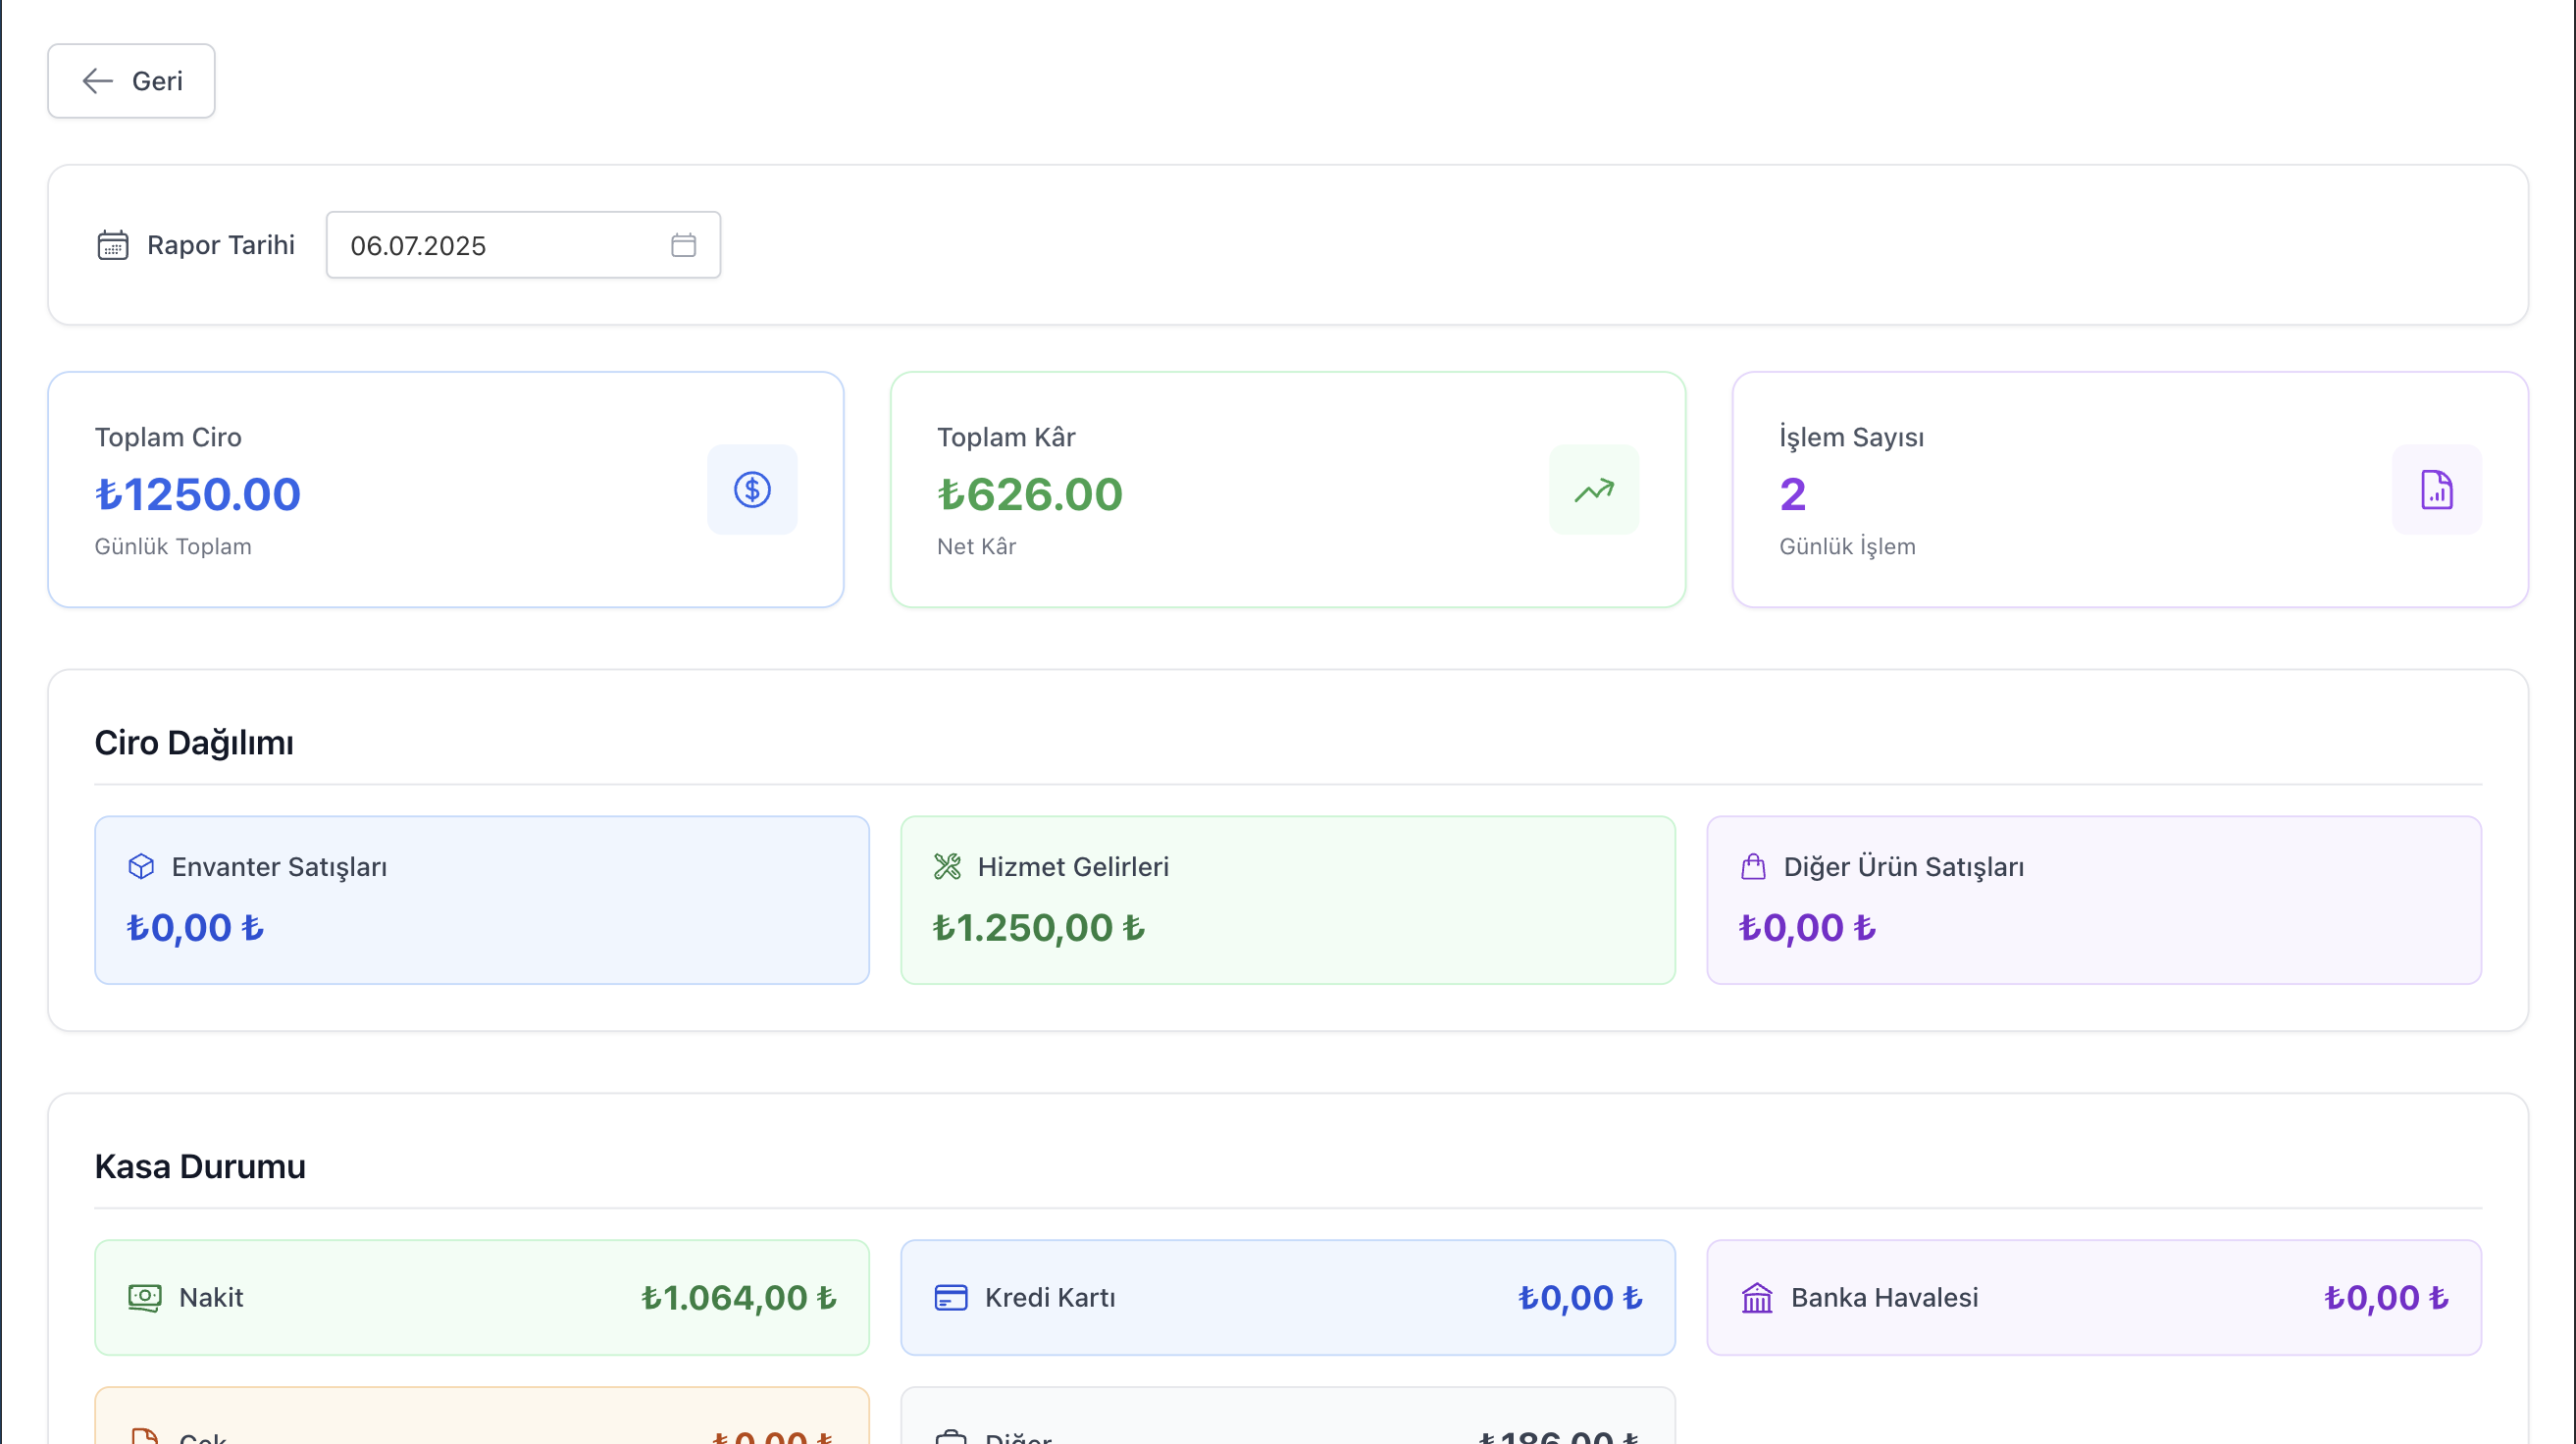 Geri
Rapor Tarihi 06.07.2025
Toplam Ciro
₺1250.00
Günlük Toplam
Toplam Kâr
₺626.00
Net Kâr
İşlem Sayısı
2
Günlük İşlem
Ciro Dağılımı
Envanter Satışları
₺0,00 ₺
Hizmet Gelirleri
₺1.250,00 ₺
Diğer Ürün Satışları
₺0,00 ₺
Kasa Durumu
Nakit ₺1.064,00 ₺
Kredi Kartı ₺0,00 ₺
Banka Havalesi ₺0,00 ₺
Çek ₺0,00 ₺
Diğer ₺186,00 ₺